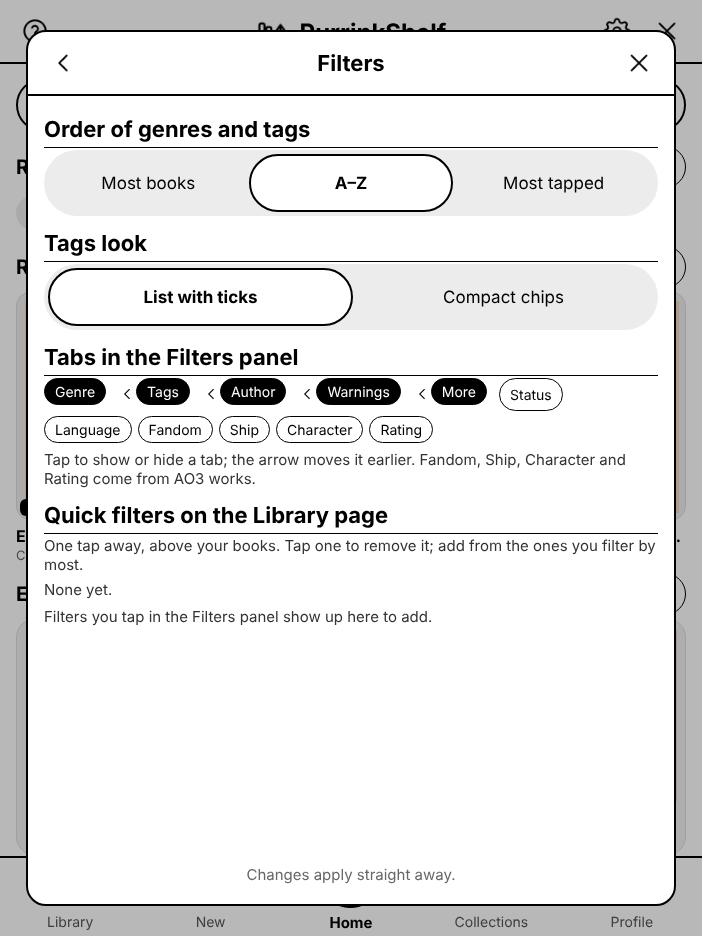 Filters
Order of genres and tags
Most books
A–Z
Most tapped
Tags look
List with ticks
Compact chips
Tabs in the Filters panel
Genre
Tags
Author
Warnings
More
Status
Language
Fandom
Ship
Character
Rating
Tap to show or hide a tab; the arrow moves it earlier. Fandom, Ship, Character and
Rating come from AO3 works.
Quick filters on the Library page
One tap away, above your books. Tap one to remove it; add from the ones you filter by
most.
None yet.
Filters you tap in the Filters panel show up here to add.
Changes apply straight away.
Library
New
Home
Collections
Profile